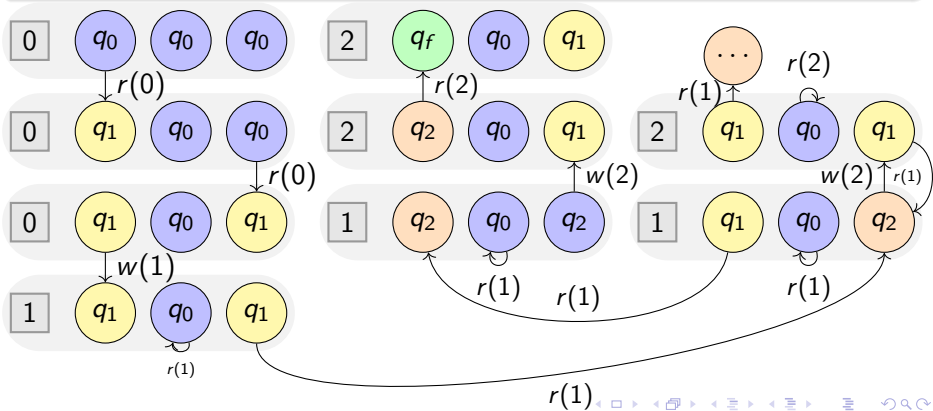 0 q0 q0 q0
r(0)
0 q1 q0 q0
r(0)
0 q1 q0 q1
w(1)
1 q1 q0 q1
r(1)
2 qf q0 q1
r(2)
2 q2 q0 q1
w(2)
1 q2 q0 q2
r(1)
r(1)
...
r(1)
r(2)
2 q1 q0 q1
w(2) r(1)
1 q1 q0 q2
r(1)
r(1)